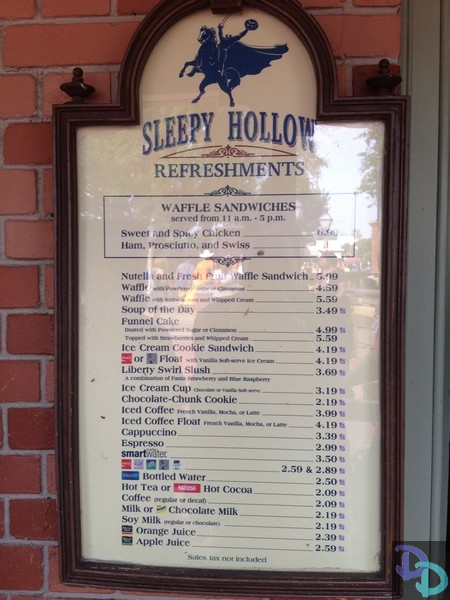 SLEEPY HOLLOW
REFRESHMENTS
WAFFLE SANDWICHES
served from 11 a.m. - 5 p.m.
Sweet and Spicy Chicken 6.99
Ham, Prosciutto, and Swiss
Nutella and Fresh Fruit Waffle Sandwich 5.99
Waffle with Powdered Sugar or Cinnamon 4.59
Waffle with Strawberries and Whipped Cream 5.59
Soup of the Day 3.49
Funnel Cake
Dusted with Powdered Sugar or Cinnamon 4.99
Topped with Strawberries and Whipped Cream 5.59
Ice Cream Cookie Sandwich 4.19
or Float with Vanilla Soft-serve Ice Cream 4.19
Liberty Swirl Slush 3.69
A combination of Fanta Strawberry and Blue Raspberry
Ice Cream Cup Chocolate or Vanilla Soft-serve 3.19
Chocolate-Chunk Cookie 2.19
Iced Coffee French Vanilla, Mocha, or Latte 3.99
Iced Coffee Float French Vanilla, Mocha, or Latte 4.19
Cappuccino 3.39
Espresso 2.99
smartwater 3.50
2.59 & 2.89
Bottled Water 2.50
Hot Tea or Nestle Hot Cocoa 2.09
Coffee (regular or decaf) 2.09
Milk or Chocolate Milk 2.19
Soy Milk (regular or chocolate) 2.19
Orange Juice 2.39
Apple Juice 2.59
Sales tax not included
DD